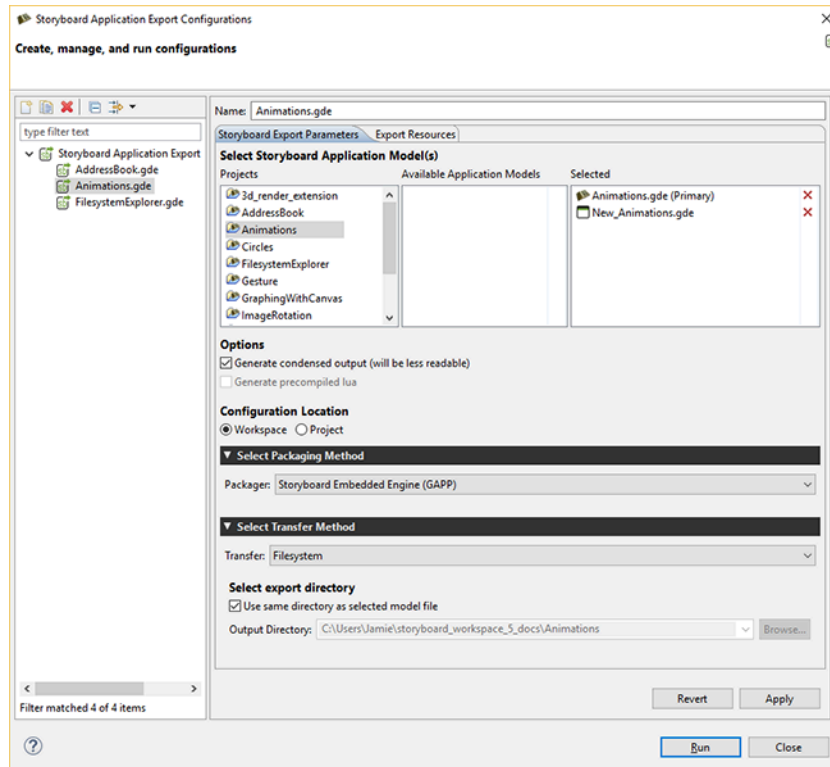 Storyboard Application Export Configurations
Create, manage, and run configurations
type filter text
Storyboard Application Export
AddressBook.gde
Animations.gde
FilesystemExplorer.gde
Filter matched 4 of 4 items
Name: Animations.gde
Storyboard Export Parameters Export Resources
Select Storyboard Application Model(s)
Projects Available Application Models Selected
3d_render_extension
AddressBook
Animations
Circles
FilesystemExplorer
Gesture
GraphingWithCanvas
ImageRotation
Animations.gde (Primary)
New_Animations.gde
Options
Generate condensed output (will be less readable)
Generate precompiled lua
Configuration Location
Workspace Project
Select Packaging Method
Packager: Storyboard Embedded Engine (GAPP)
Select Transfer Method
Transfer: Filesystem
Select export directory
Use same directory as selected model file
Output Directory: C:\Users\Jamie\storyboard_workspace_5_docs\Animations Browse...
Revert Apply
Run Close